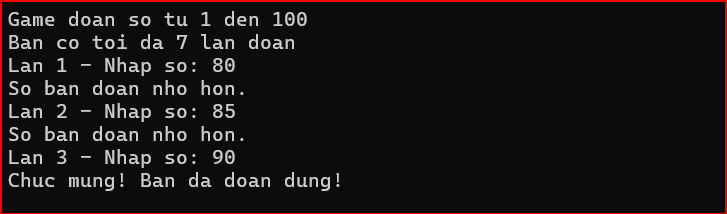 Game doan so tu 1 den 100
Ban co toi da 7 lan doan
Lan 1 - Nhap so: 80
So ban doan nho hon.
Lan 2 - Nhap so: 85
So ban doan nho hon.
Lan 3 - Nhap so: 90
Chuc mung! Ban da doan dung!